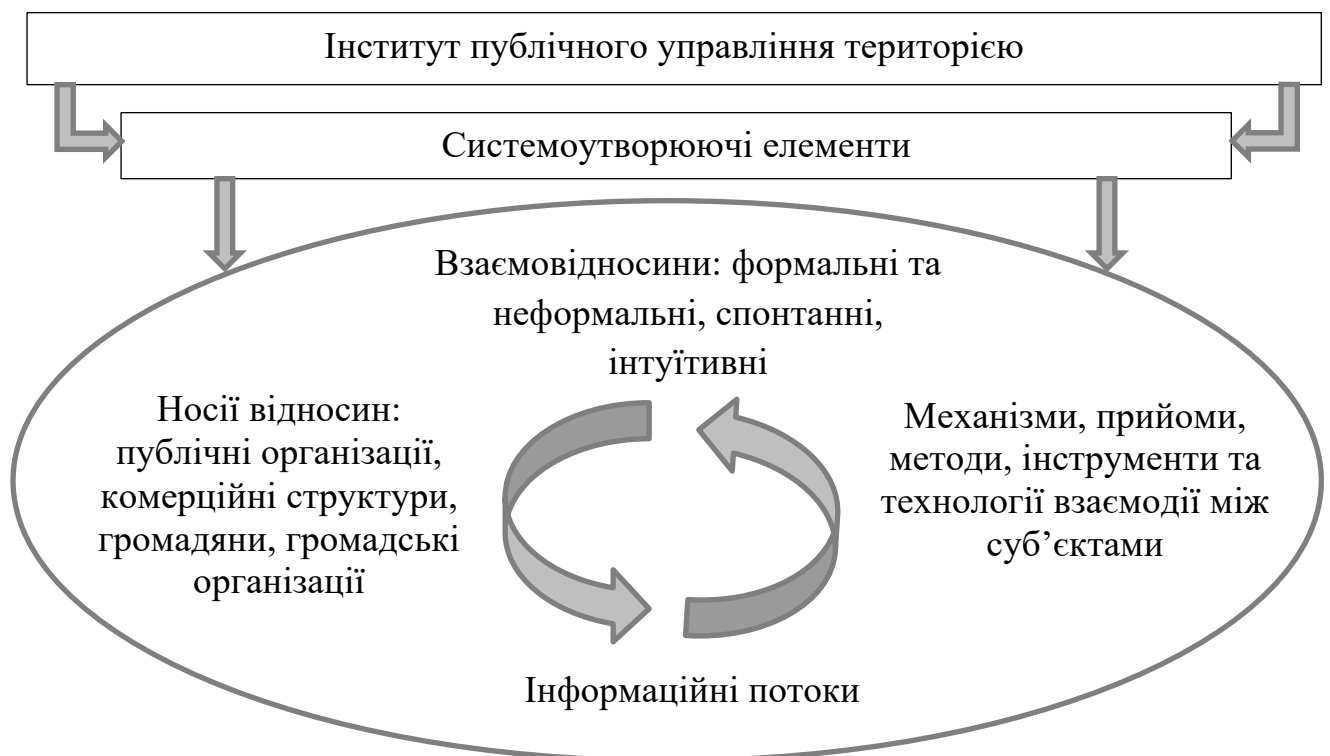 Інститут публічного управління територією
Системоутворюючі елементи
Взаємовідносини: формальні та
неформальні, спонтанні,
інтуїтивні
Носії відносин:
публічні організації,
комерційні структури,
громадяни, громадські
організації
Механізми, прийоми,
методи, інструменти та
технології взаємодії між
суб’єктами
Інформаційні потоки